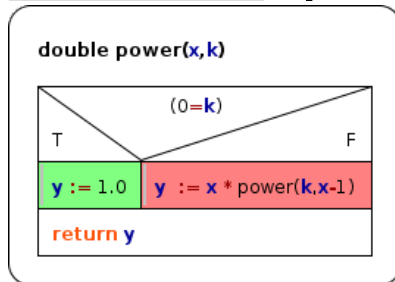 double power(x,k)
(0=k)
T F
y := 1.0 y := x * power(k,x-1)
return y